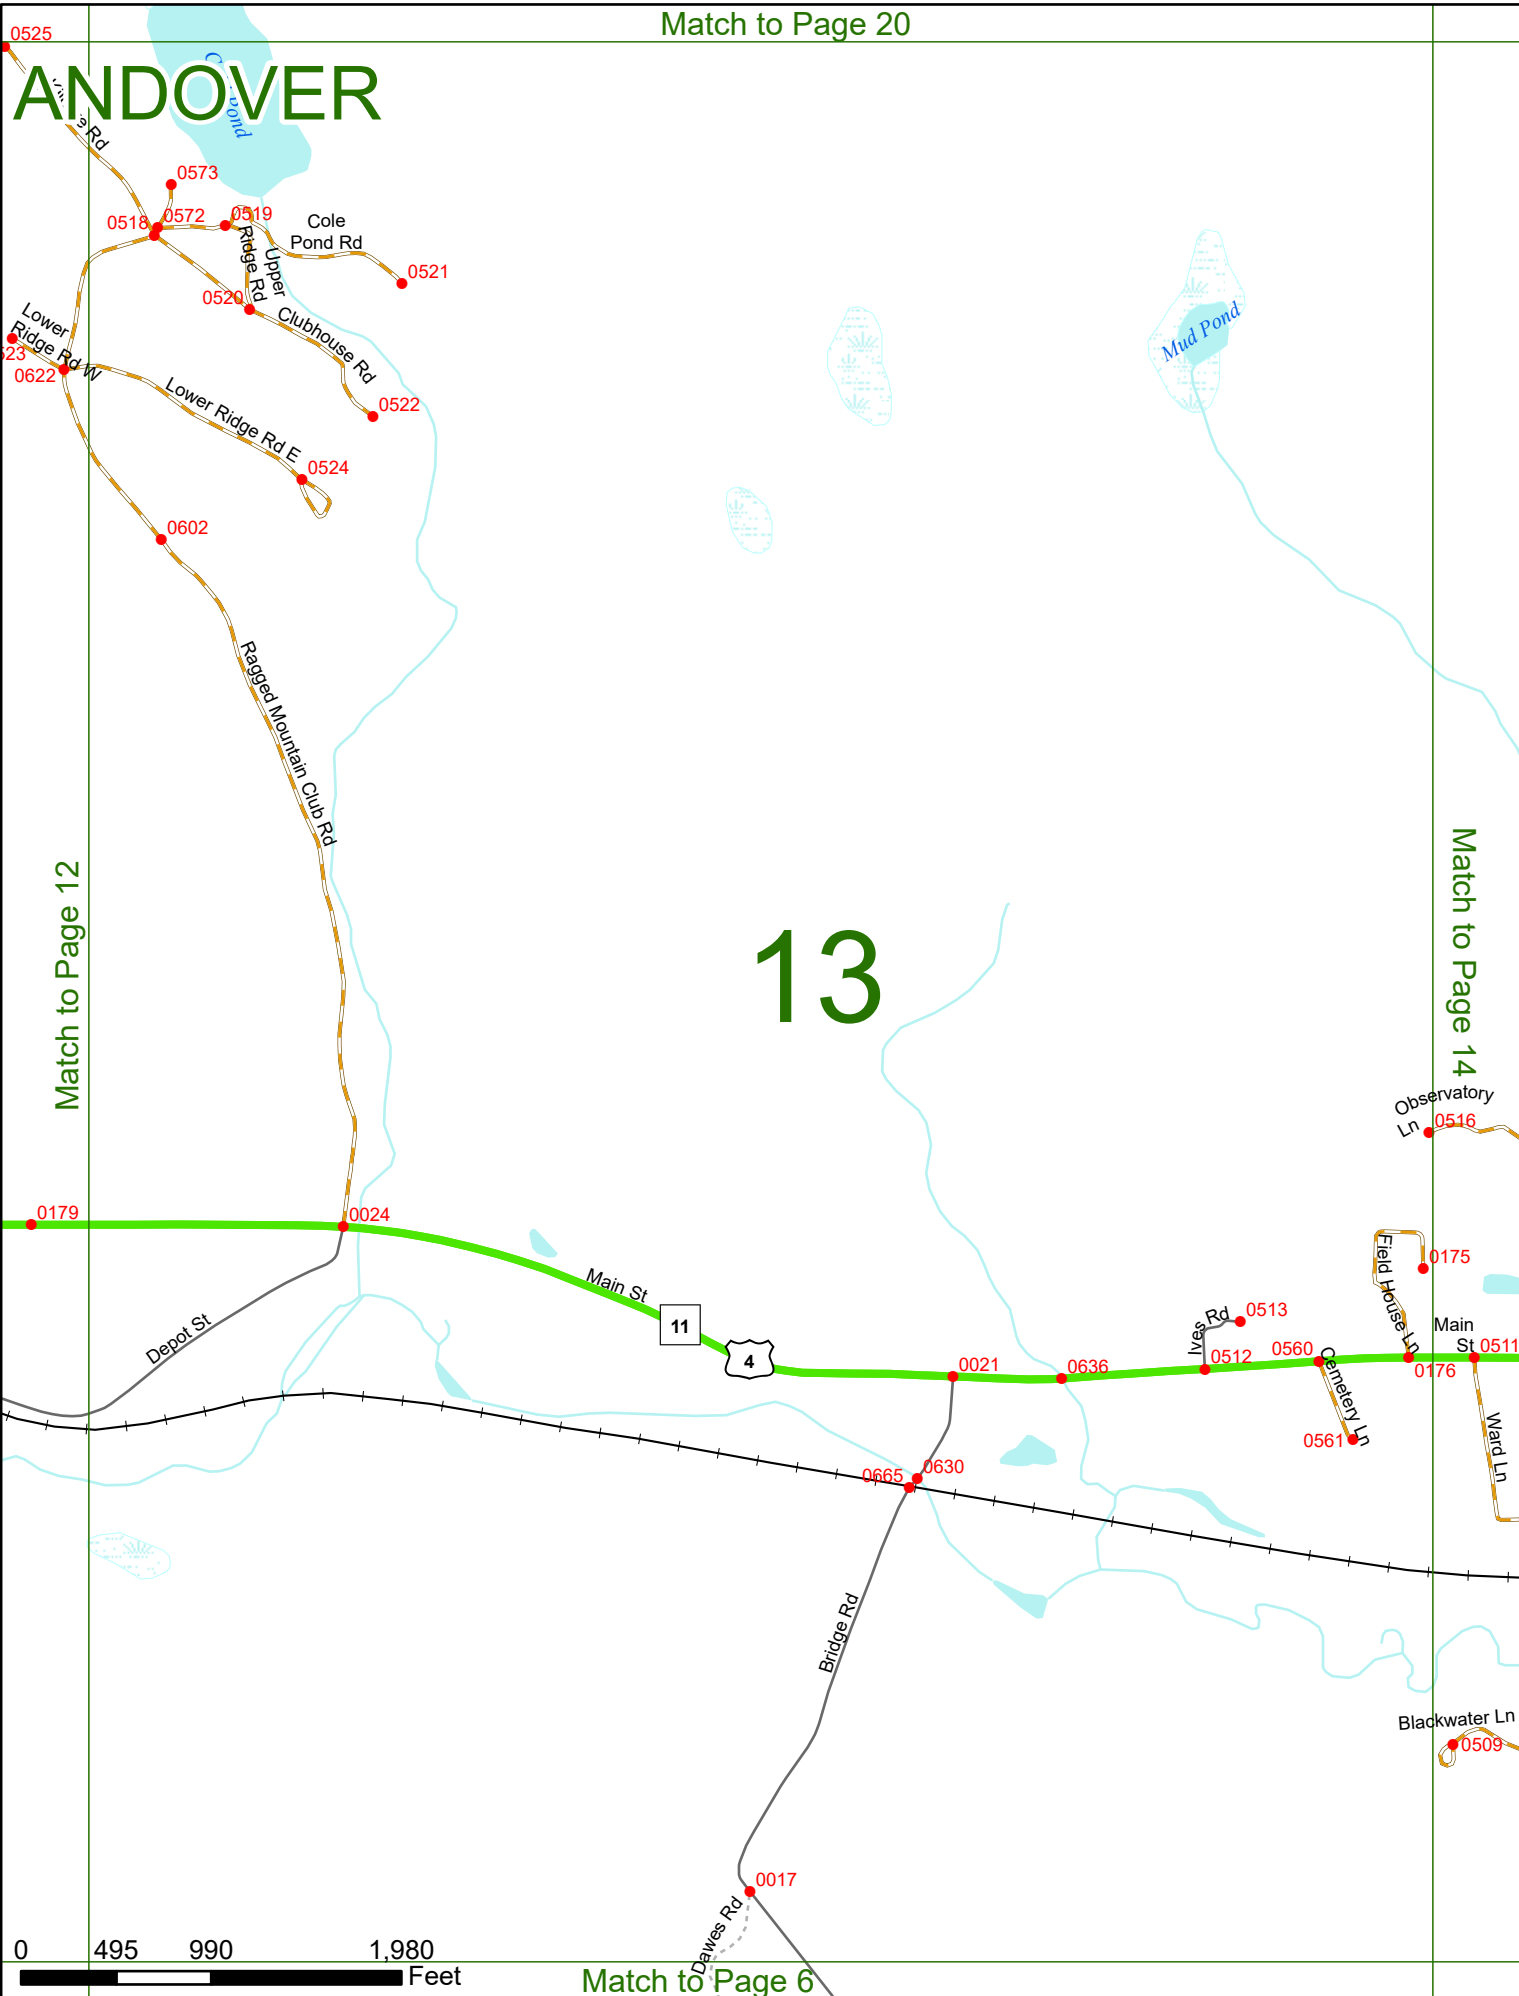 Match to Page 20
0525
ANDOVER
Rd
Pond
0573
0518
0572
0519
Cole
Pond Rd
Upper
Ridge Rd
0521
0520
Clubhouse Rd
Mud Pond
Lower
Ridge Rd W
523
0622
Lower Ridge Rd E
0522
0524
0602
Ragged Mountain Club Rd
Match to Page 12
13
Match to Page 14
Observatory
Ln
0516
0179
0024
Field House Ln
0175
Main St
11
4
Depot St
Ives Rd
0513
Main
St
0511
0021
0636
0512
0560
0176
Cemetery Ln
0561
Ward Ln
0665
0630
Bridge Rd
Blackwater Ln
0509
0017
Dawes Rd
0 495 990 1,980
Feet
Match to Page 6